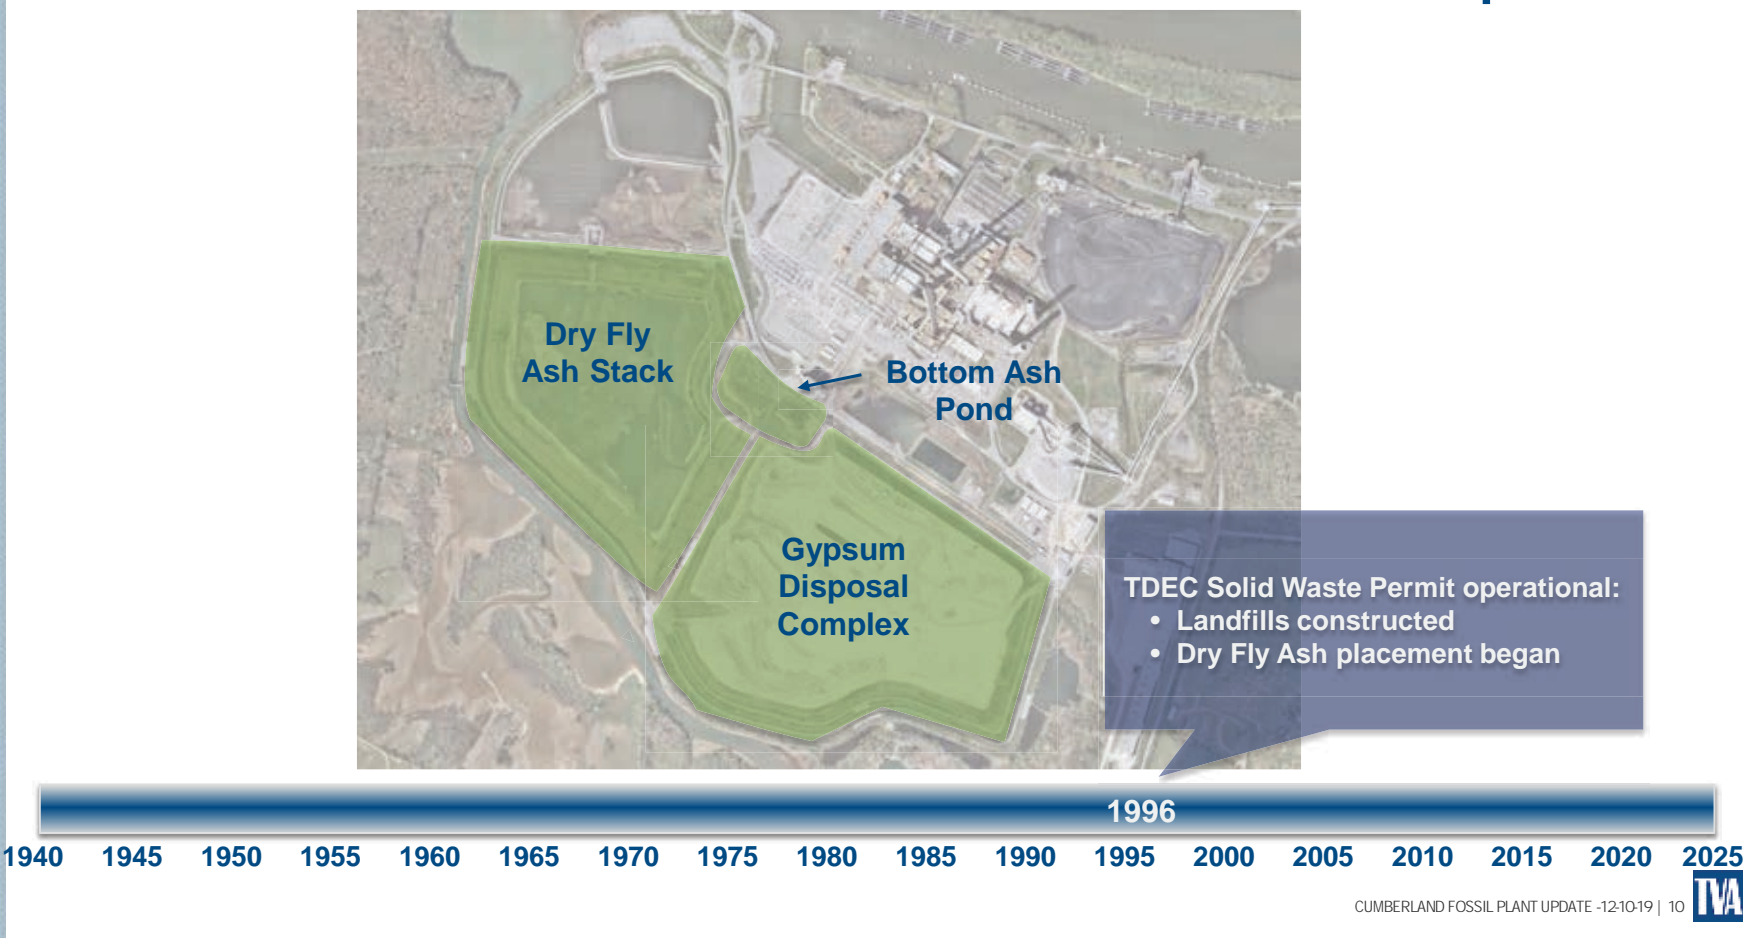 Dry Fly
Ash Stack
Bottom Ash
Pond
Gypsum
Disposal
Complex
TDEC Solid Waste Permit operational:
• Landfills constructed
• Dry Fly Ash placement began
1996
1940 1945 1950 1955 1960 1965 1970 1975 1980 1985 1990 1995 2000 2005 2010 2015 2020 2025
CUMBERLAND FOSSIL PLANT UPDATE -12-10-19 | 10
TVA